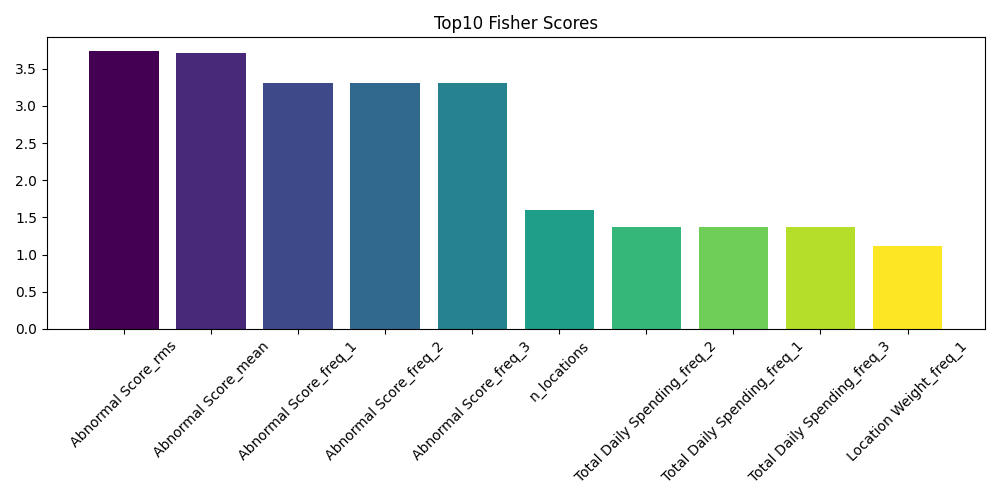 Top10 Fisher Scores
3.5
3.0
2.5
2.0
1.5
1.0
0.5
0.0
Abnormal Score_rms
Abnormal Score_mean
Abnormal Score_freq_1
Abnormal Score_freq_2
Abnormal Score_freq_3
n_locations
Total Daily Spending_freq_2
Total Daily Spending_freq_1
Total Daily Spending_freq_3
Location Weight_freq_1